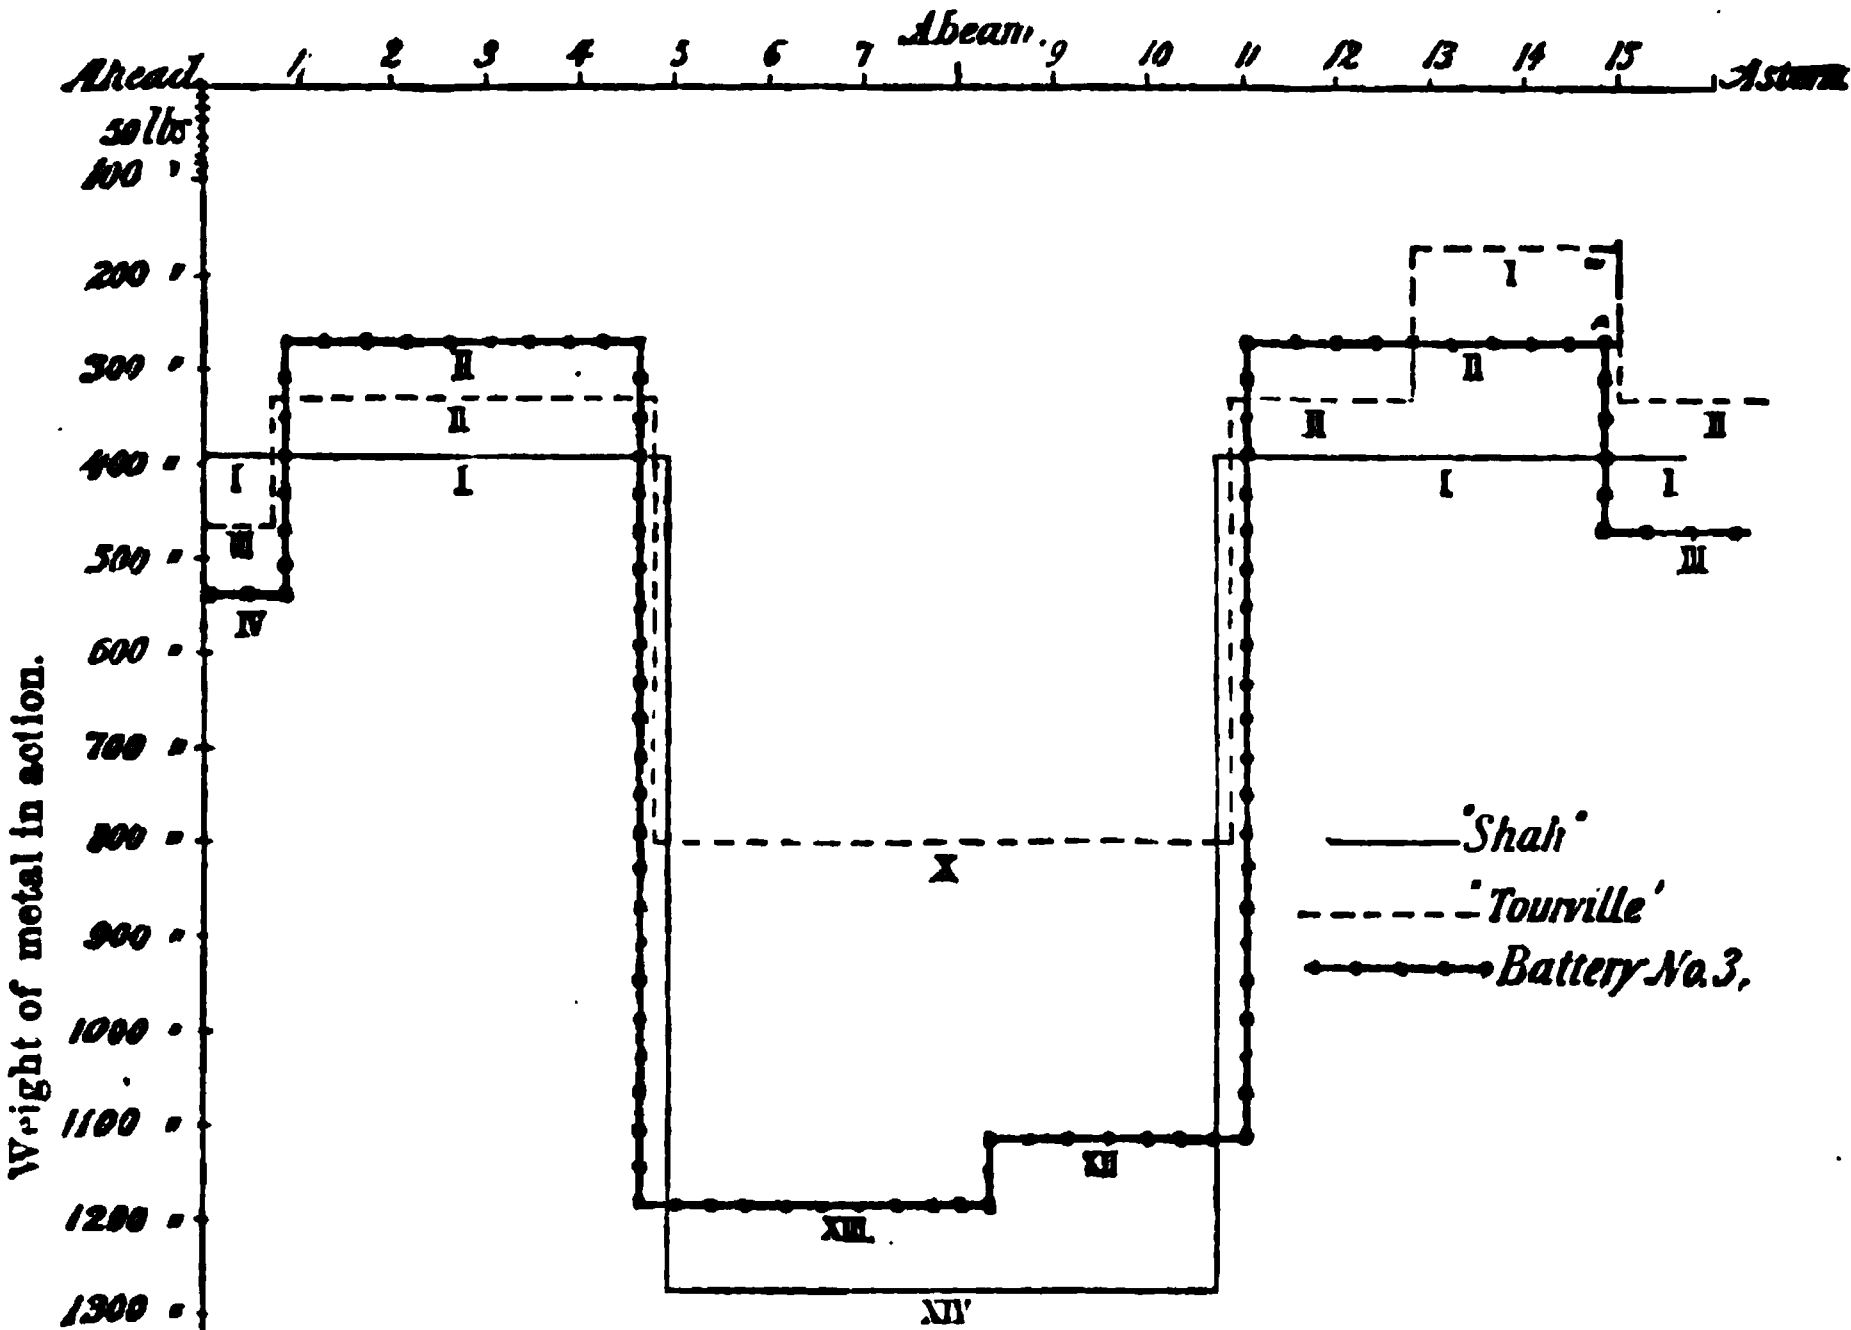 Abeam.
Ahead 1 2 3 4 5 6 7 9 10 11 12 13 14 15 Astern
50 lbs
100 "
200 "
300 "
400 "
500 "
600 "
700 "
800 "
900 "
1000 "
1100 "
1200 "
1300 "
Weight of metal in action.
I
II
II
II
II
I
I
II
I
I
III
III
IV
X
XII
XIII.
XIV
"Shah"
"Tourville"
Battery No. 3.